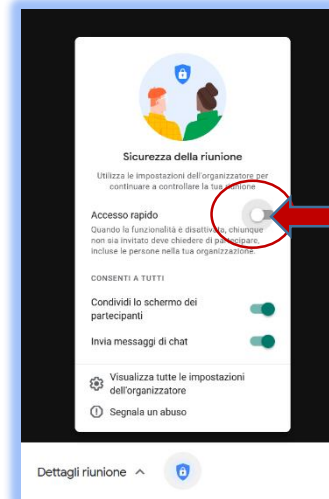 Sicurezza della riunione
Utilizza le impostazioni dell'organizzatore per
continuare a controllare la tua riunione
Accesso rapido
Quando la funzionalità è disattivata, chiunque
non sia invitato deve chiedere di partecipare,
incluse le persone nella tua organizzazione.
CONSENTI A TUTTI
Condividi lo schermo dei
partecipanti
Invia messaggi di chat
Visualizza tutte le impostazioni
dell'organizzatore
Segnala un abuso
Dettagli riunione